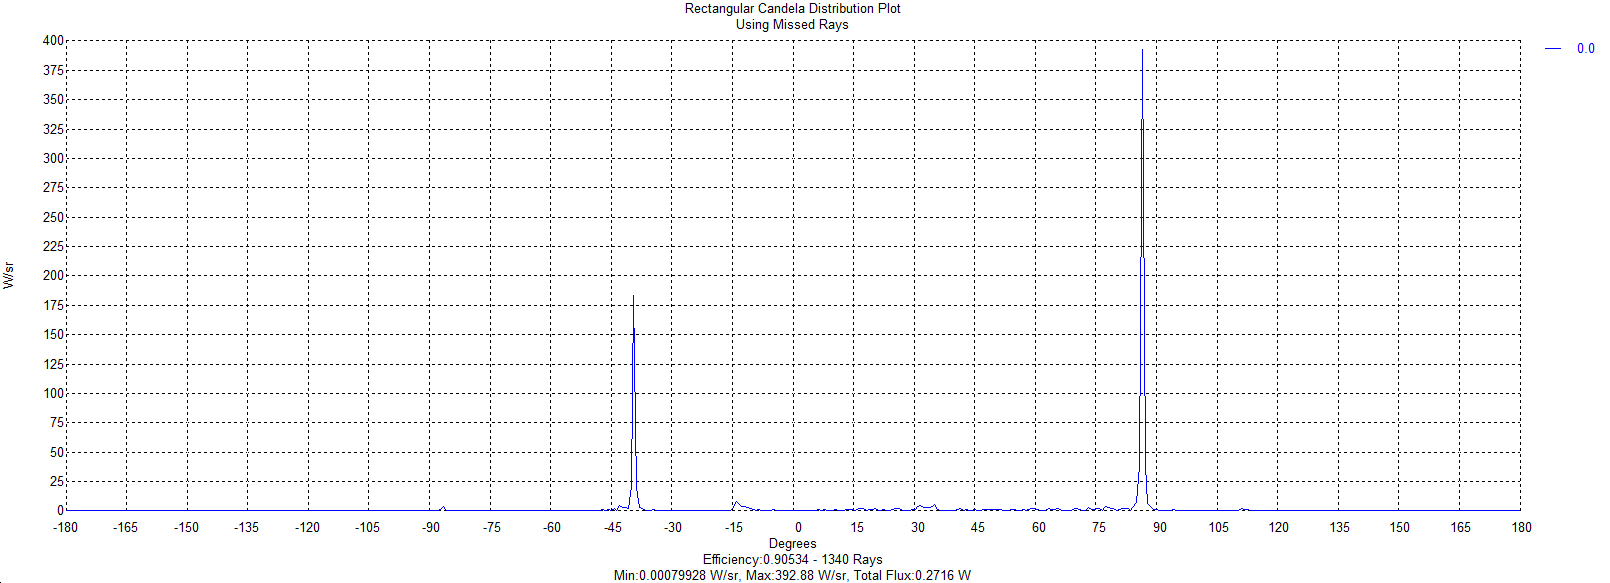 Rectangular Candela Distribution Plot
Using Missed Rays
400
375
350
325
300
275
250
225
200
175
150
125
100
75
50
25
0
W/sr
0.0
-180 -165 -150 -135 -120 -105 -90 -75 -60 -45 -30 -15 0 15 30 45 60 75 90 105 120 135 150 165 180
Degrees
Efficiency:0.90534 - 1340 Rays
Min:0.00079928 W/sr, Max:392.88 W/sr, Total Flux:0.2716 W